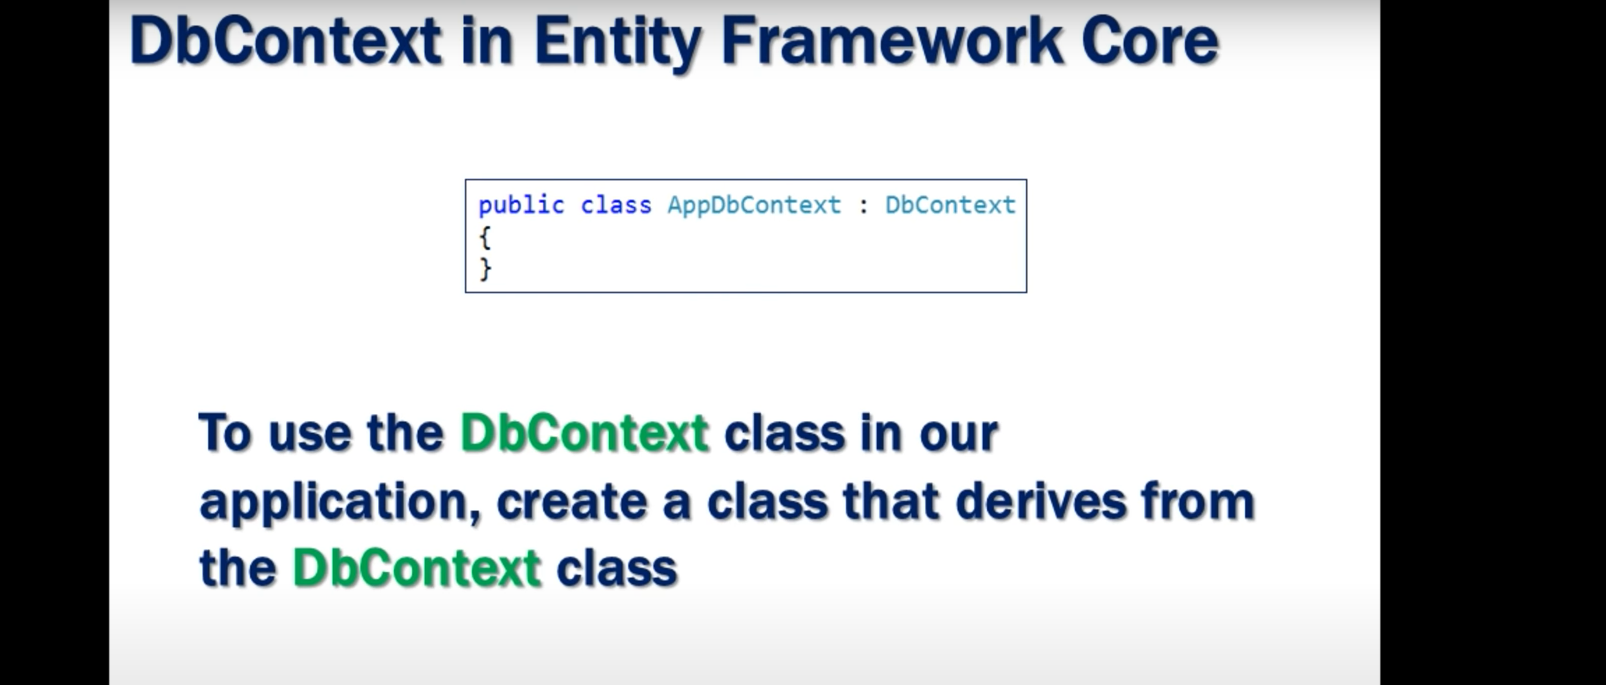 DbContext in Entity Framework Core
public class AppDbContext : DbContext
{
}
To use the DbContext class in our
application, create a class that derives from
the DbContext class